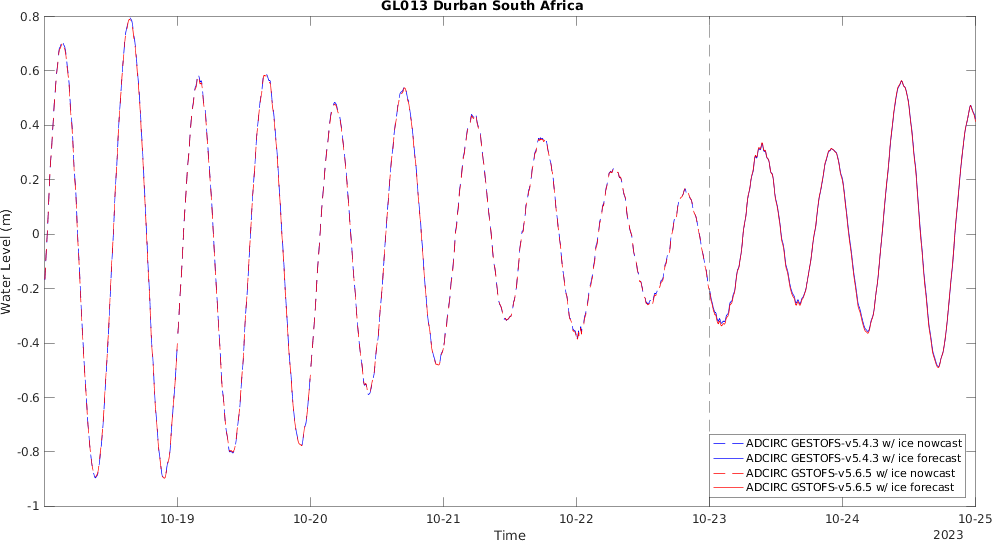 GL013 Durban South Africa
0.8
0.6
0.4
0.2
0
-0.2
-0.4
-0.6
-0.8
-1
Water Level (m)
ADCIRC GESTOFS-v5.4.3 w/ ice nowcast
ADCIRC GESTOFS-v5.4.3 w/ ice forecast
ADCIRC GSTOFS-v5.6.5 w/ ice nowcast
ADCIRC GSTOFS-v5.6.5 w/ ice forecast
10-19 10-20 10-21 10-22 10-23 10-24 10-25
Time
2023